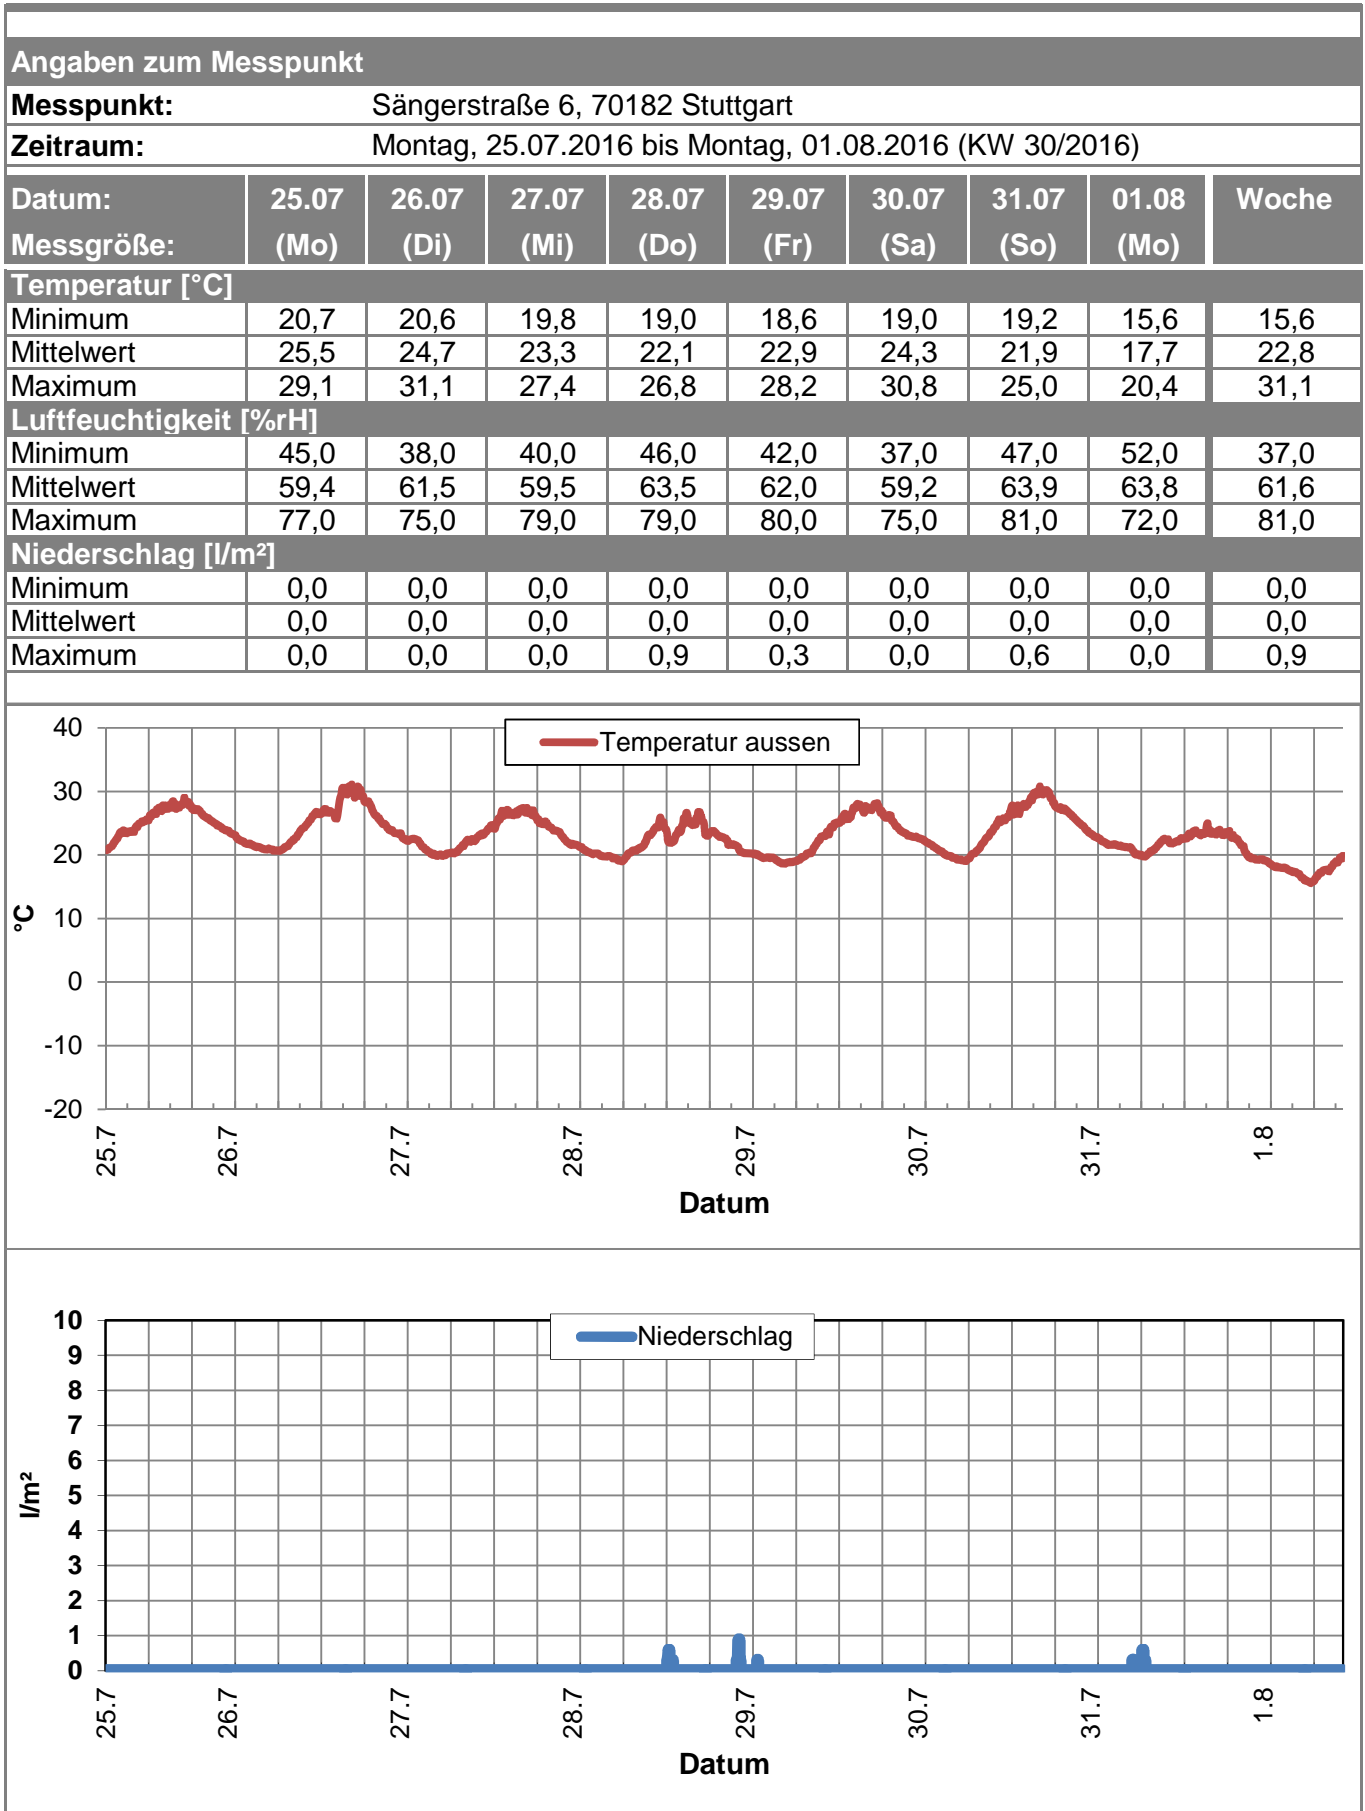 Angaben zum Messpunkt
Messpunkt: Sängerstraße 6, 70182 Stuttgart
Zeitraum: Montag, 25.07.2016 bis Montag, 01.08.2016 (KW 30/2016)
Datum: 25.07 26.07 27.07 28.07 29.07 30.07 31.07 01.08 Woche
Messgröße: (Mo) (Di) (Mi) (Do) (Fr) (Sa) (So) (Mo)
Temperatur [°C]
Minimum 20,7 20,6 19,8 19,0 18,6 19,0 19,2 15,6 15,6
Mittelwert 25,5 24,7 23,3 22,1 22,9 24,3 21,9 17,7 22,8
Maximum 29,1 31,1 27,4 26,8 28,2 30,8 25,0 20,4 31,1
Luftfeuchtigkeit [%rH]
Minimum 45,0 38,0 40,0 46,0 42,0 37,0 47,0 52,0 37,0
Mittelwert 59,4 61,5 59,5 63,5 62,0 59,2 63,9 63,8 61,6
Maximum 77,0 75,0 79,0 79,0 80,0 75,0 81,0 72,0 81,0
Niederschlag [l/m²]
Minimum 0,0 0,0 0,0 0,0 0,0 0,0 0,0 0,0 0,0
Mittelwert 0,0 0,0 0,0 0,0 0,0 0,0 0,0 0,0 0,0
Maximum 0,0 0,0 0,0 0,9 0,3 0,0 0,6 0,0 0,9
Temperatur aussen
40
30
20
10
0
-10
-20
°C
25.7 26.7 27.7 28.7 29.7 30.7 31.7 1.8
Datum
Niederschlag
10
9
8
7
6
5
4
3
2
1
0
l/m²
25.7 26.7 27.7 28.7 29.7 30.7 31.7 1.8
Datum